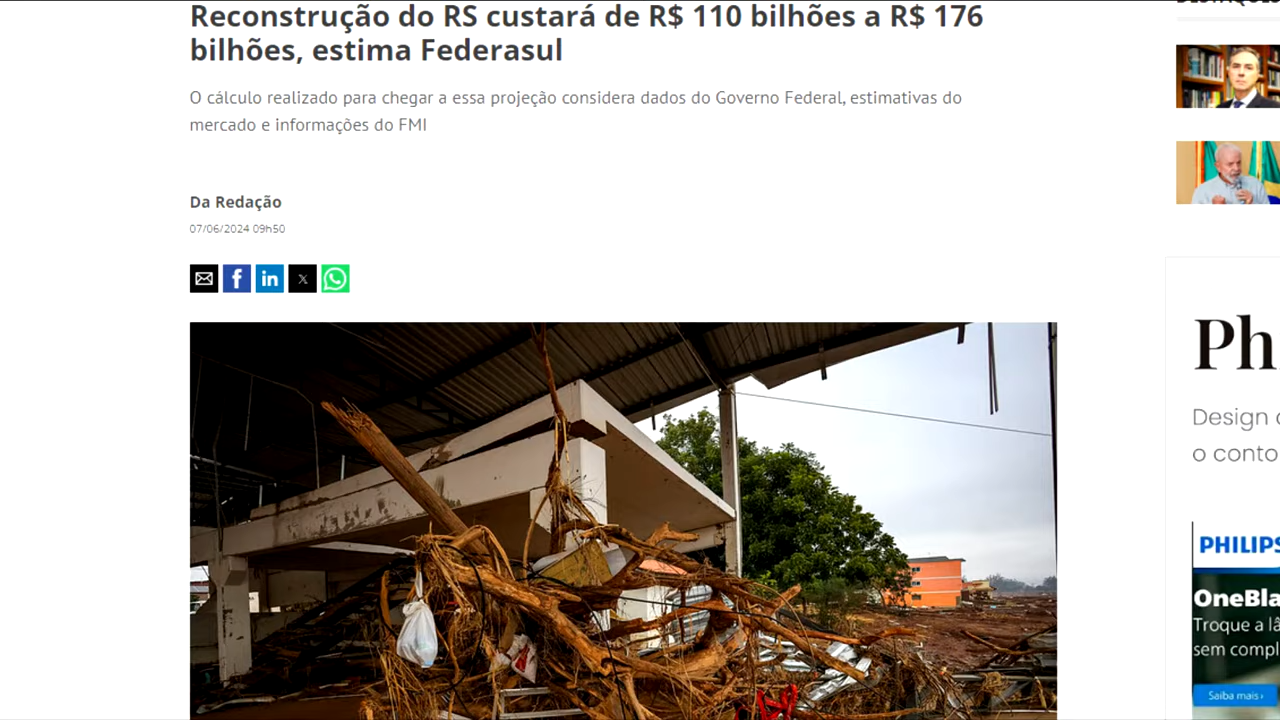 Reconstrução do RS custará de R$ 110 bilhões a R$ 176
bilhões, estima Federasul
O cálculo realizado para chegar a essa projeção considera dados do Governo Federal, estimativas do
mercado e informações do FMI
Da Redação
07/06/2024 09h50
Ph
Design
o conto
PHILIPS
OneBla
Troque a lâ
sem compl
Saiba mais ›